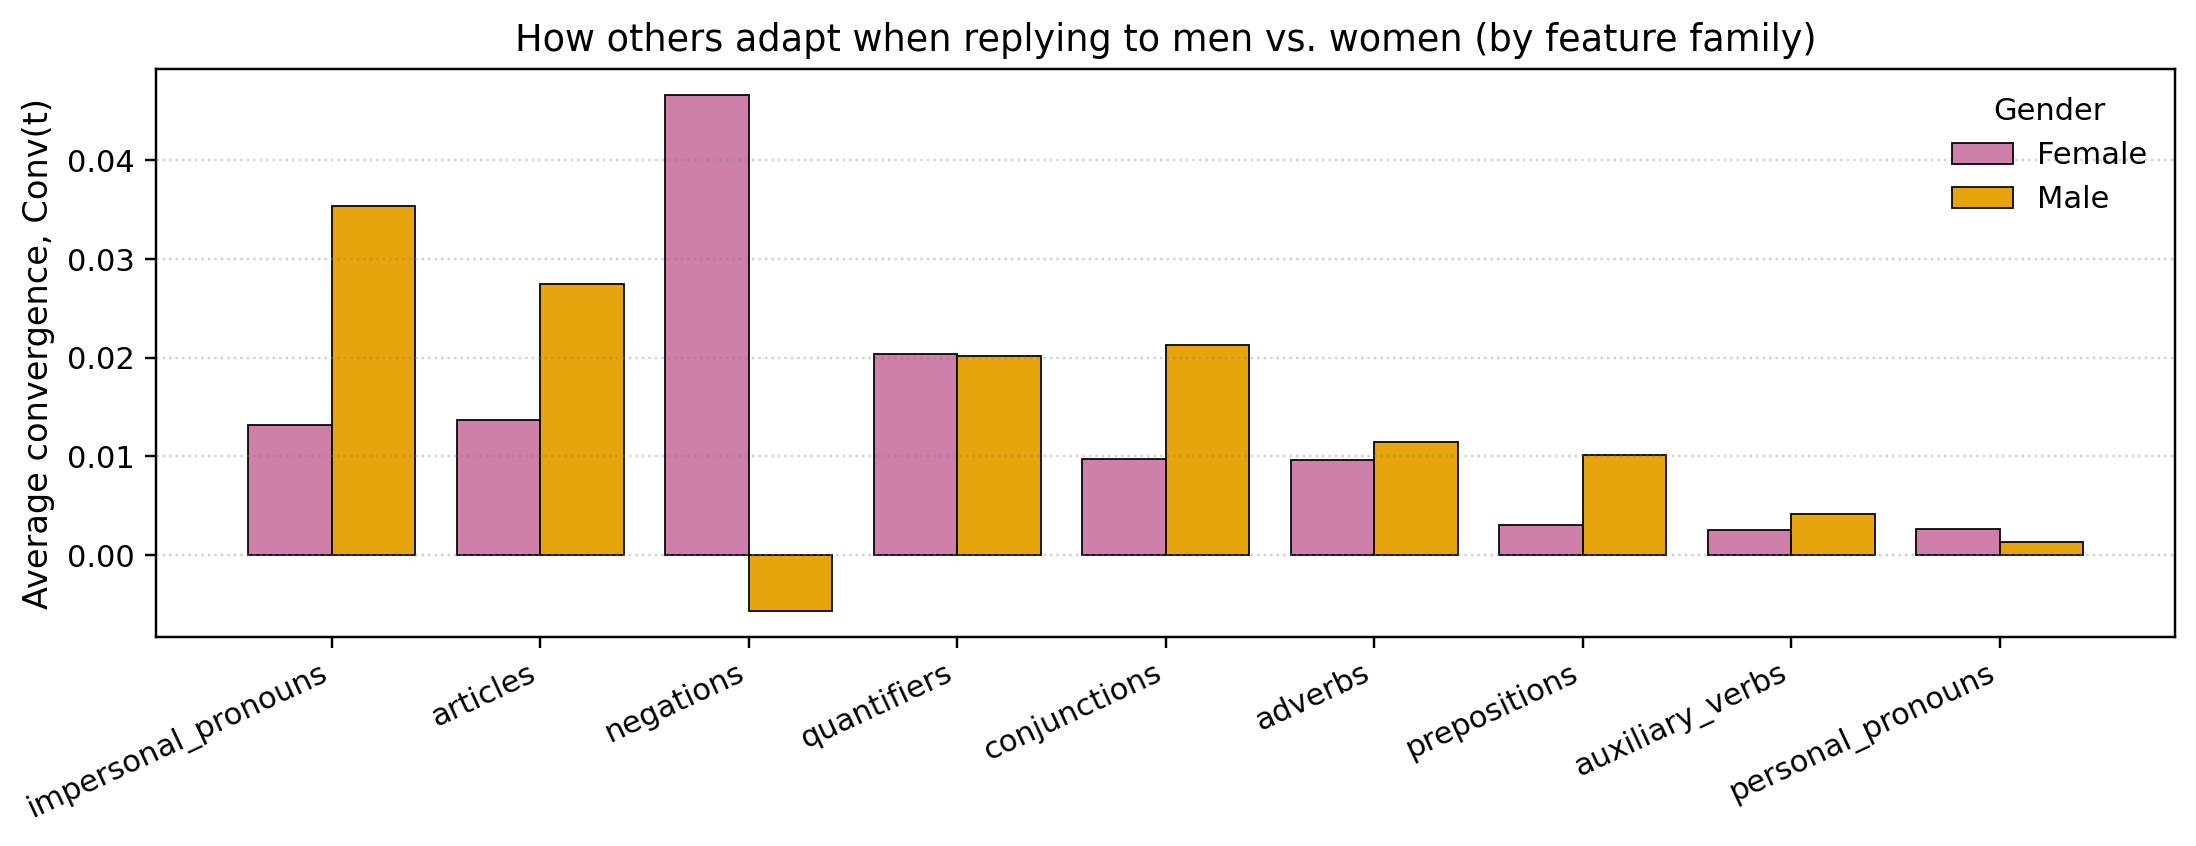 How others adapt when replying to men vs. women (by feature family)
Average convergence, Conv(t)
0.04
0.03
0.02
0.01
0.00
Gender
Female
Male
impersonal_pronouns
articles
negations
quantifiers
conjunctions
adverbs
prepositions
auxiliary_verbs
personal_pronouns